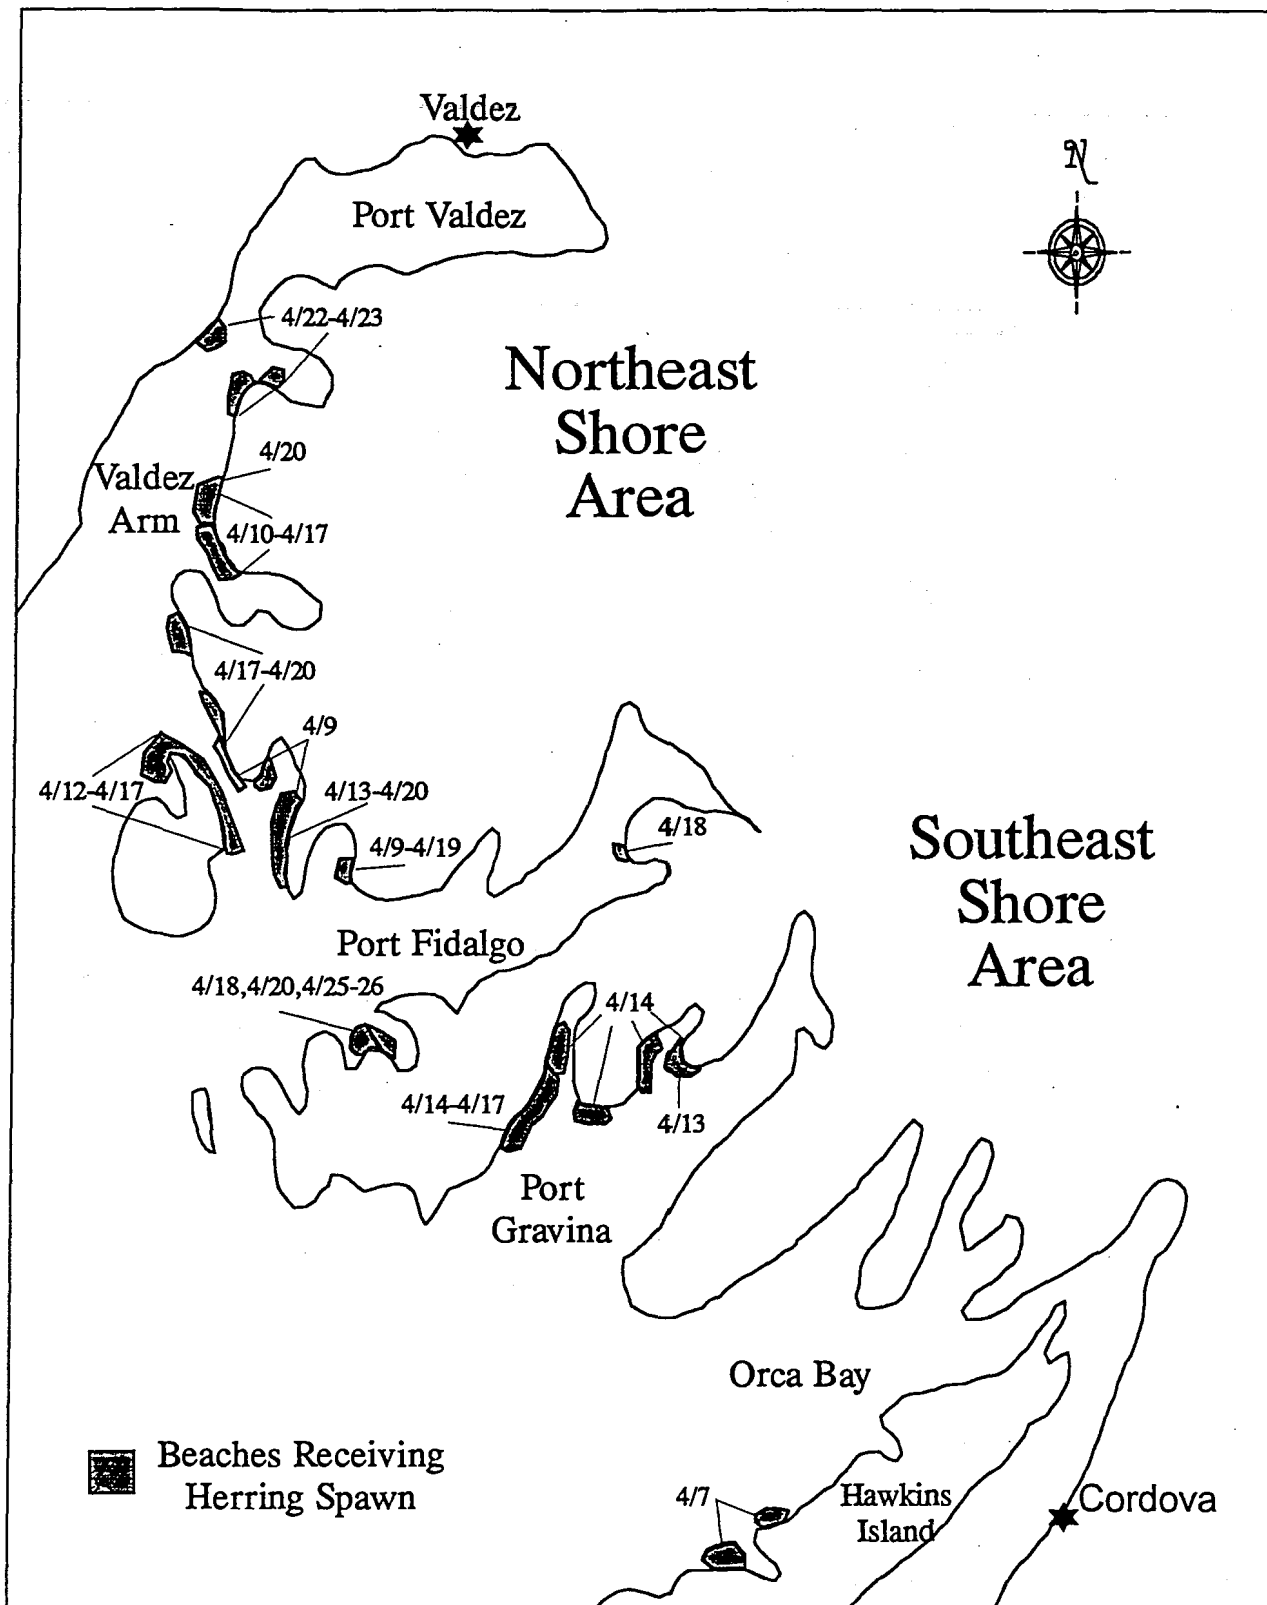 Valdez
N
Port Valdez
4/22-4/23
Northeast
Shore
Area
4/20
Valdez
Arm
4/10-4/17
4/17-4/20
4/9
4/12-4/17
4/13-4/20
4/18
4/9-4/19
Southeast
Shore
Area
Port Fidalgo
4/18,4/20,4/25-26
4/14
4/14-4/17
4/13
Port
Gravina
Orca Bay
Beaches Receiving
Herring Spawn
4/7
Hawkins
Island
Cordova